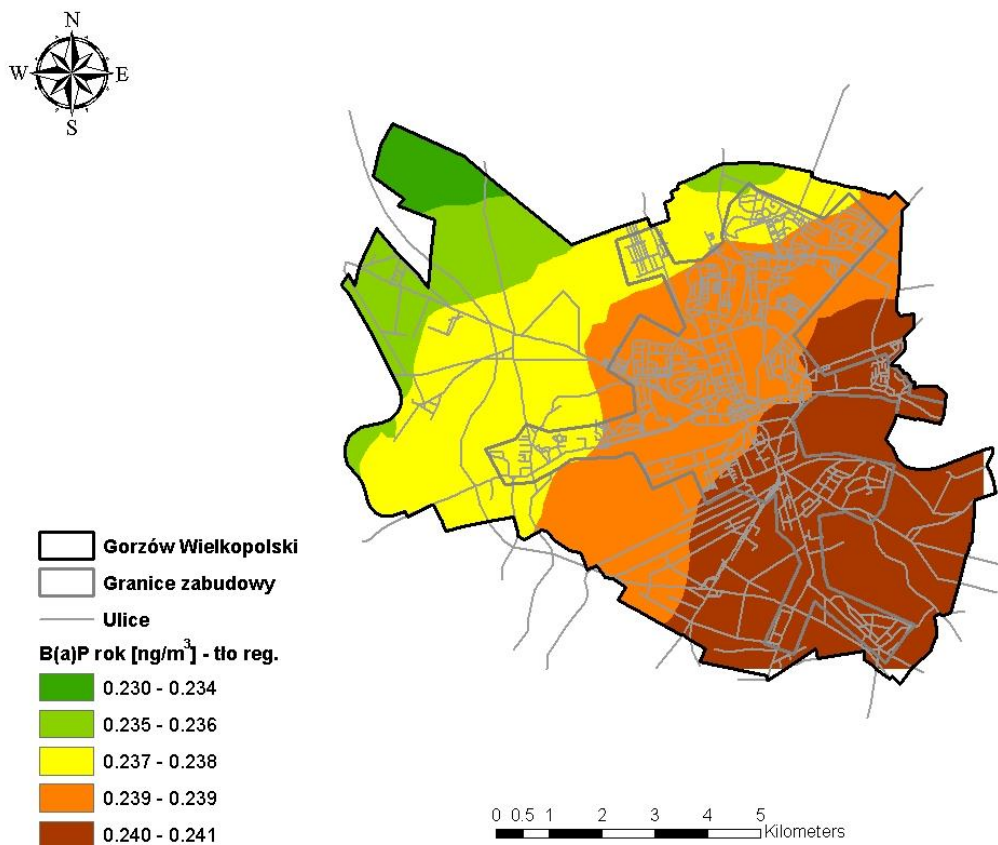 N
W E
S
Gorzów Wielkopolski
Granice zabudowy
Ulice
B(a)P rok [ng/m³] - tło reg.
0.230 - 0.234
0.235 - 0.236
0.237 - 0.238
0.239 - 0.239
0.240 - 0.241
0 0.5 1 2 3 4 5
Kilometers